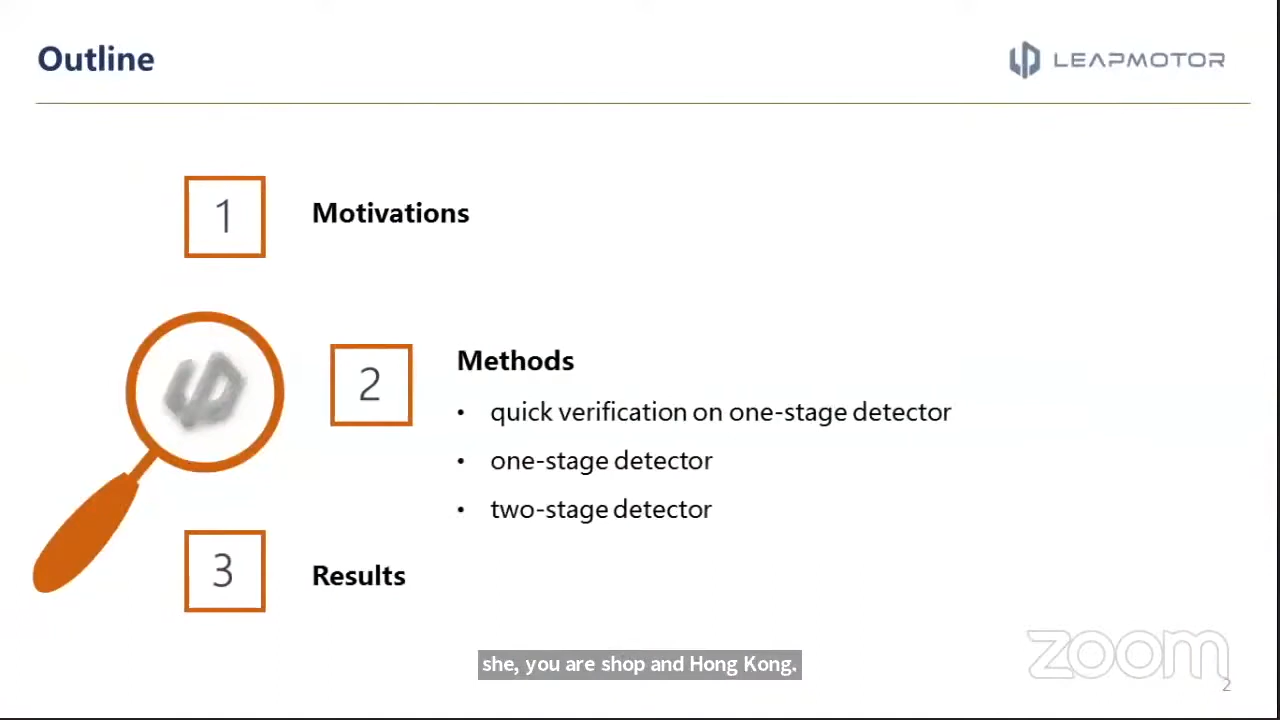 Outline
LEAPMOTOR
1
Motivations
2
Methods
• quick verification on one-stage detector
• one-stage detector
• two-stage detector
3
Results
she, you are shop and Hong Kong.
zoom
2